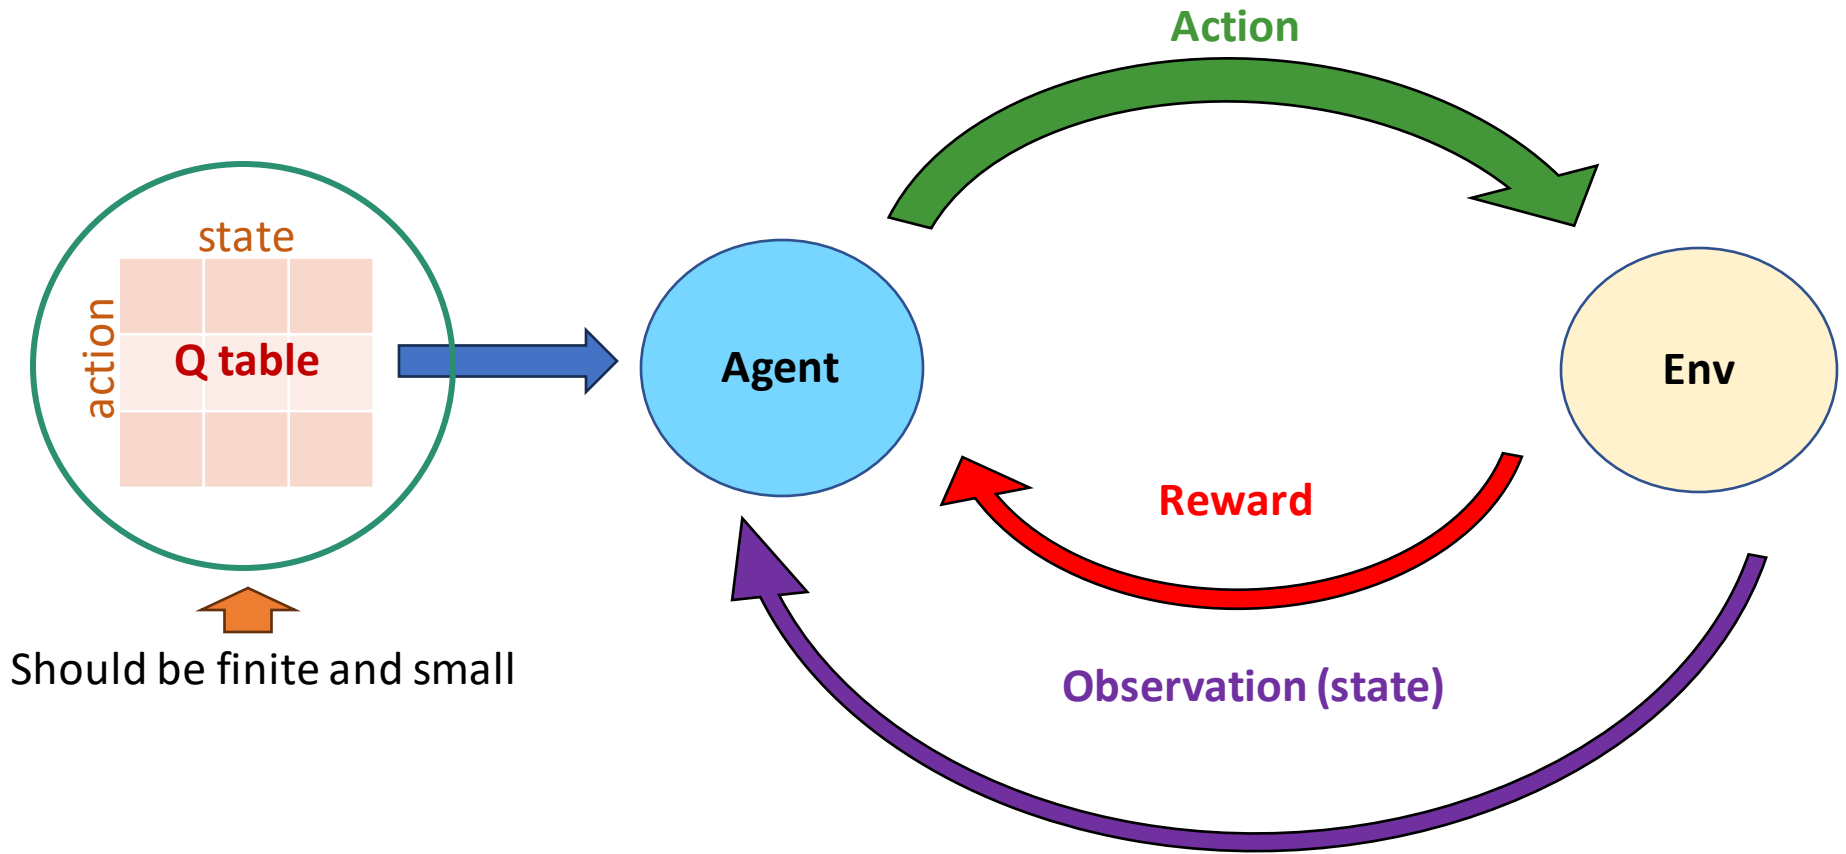 Action
state
action
Q table
Agent
Env
Reward
Should be finite and small
Observation (state)